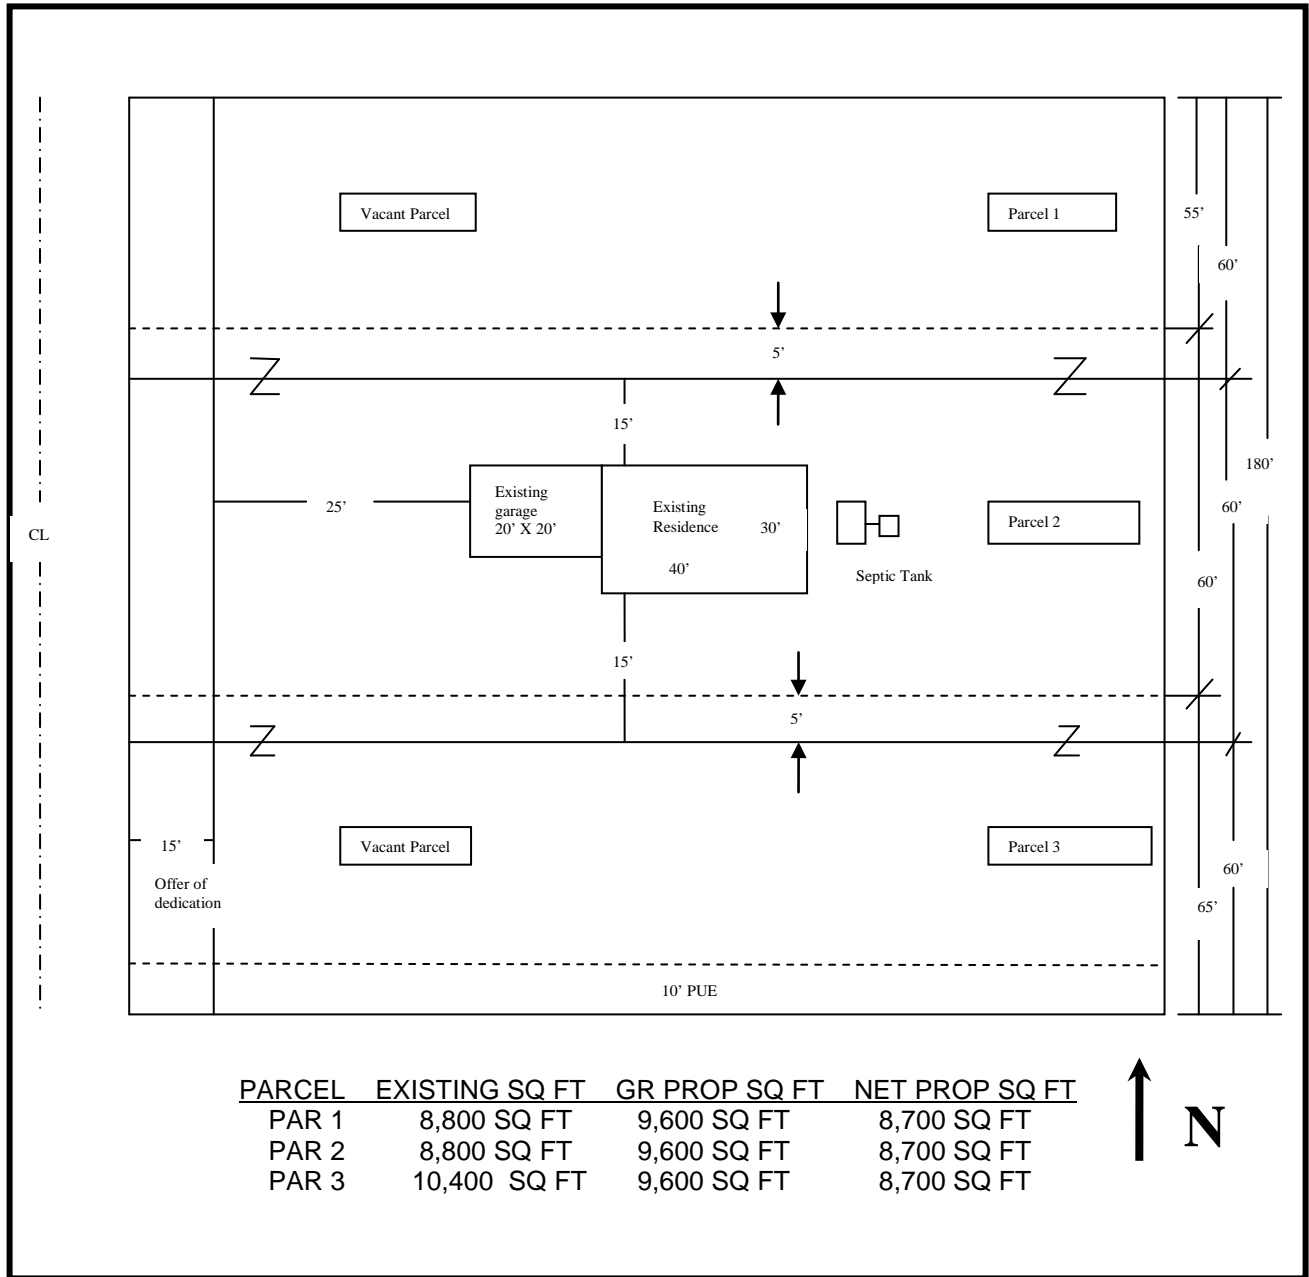 Vacant Parcel
Parcel 1
55’
60’
5’
15’
180’
Existing
garage
20’ X 20’
Existing
Residence
30’
40’
25’
60’
Parcel 2
CL
Septic Tank
60’
15’
5’
15’
Vacant Parcel
Parcel 3
60’
Offer of
dedication
65’
10’ PUE
PARCEL EXISTING SQ FT GR PROP SQ FT NET PROP SQ FT
PAR 1 8,800 SQ FT 9,600 SQ FT 8,700 SQ FT
PAR 2 8,800 SQ FT 9,600 SQ FT 8,700 SQ FT
PAR 3 10,400 SQ FT 9,600 SQ FT 8,700 SQ FT
N